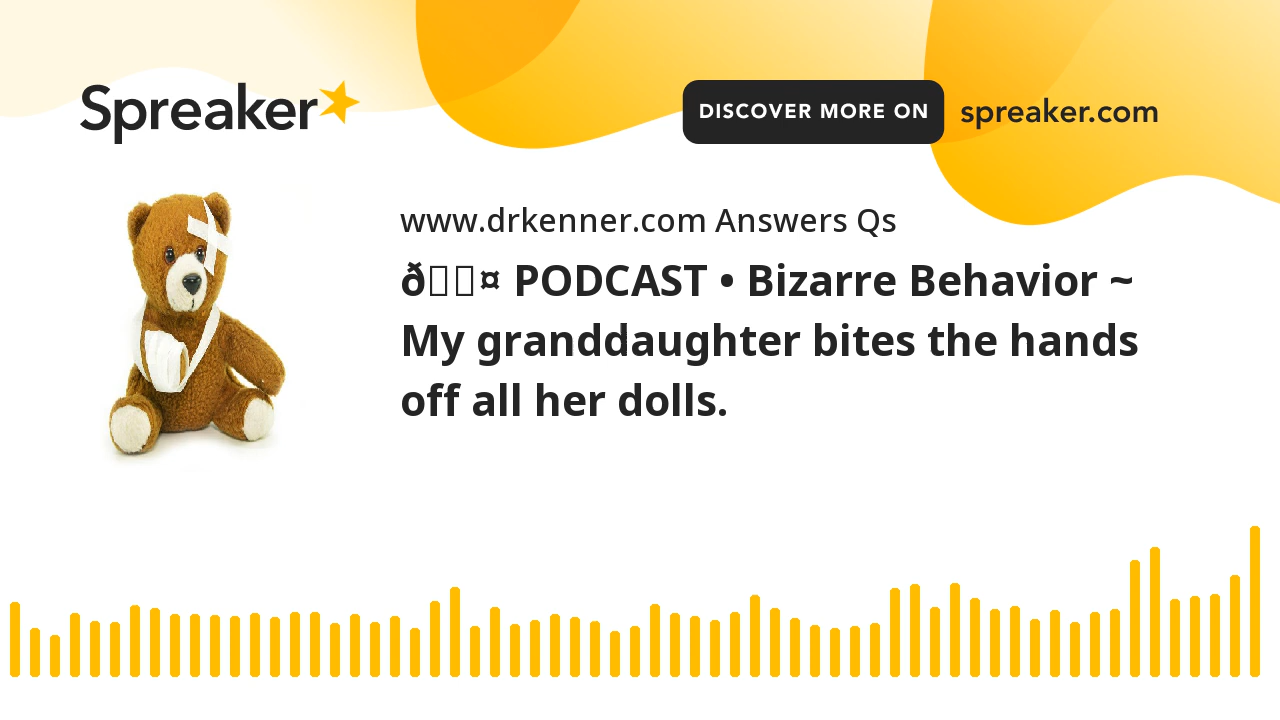 Spreaker
DISCOVER MORE ON spreaker.com
www.drkenner.com Answers Qs
ð¤ PODCAST • Bizarre Behavior ~
My granddaughter bites the hands
off all her dolls.